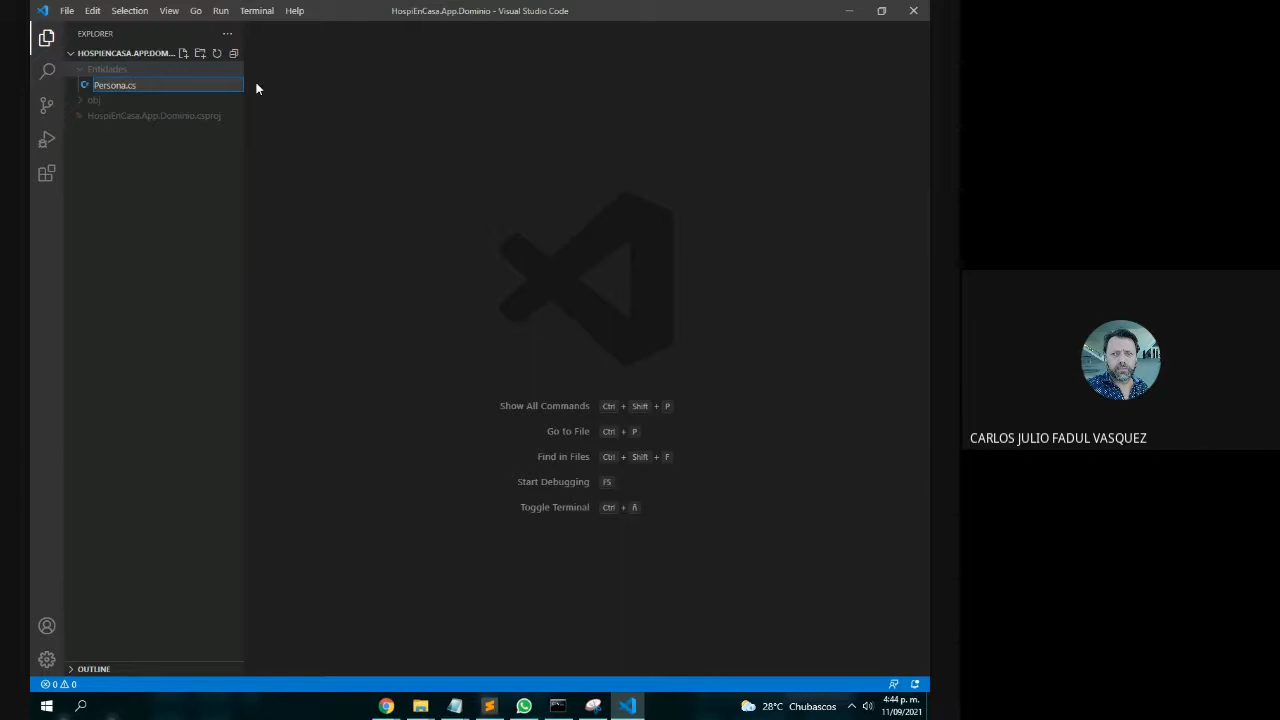 File Edit Selection View Go Run Terminal Help
HospiEnCasa.App.Dominio - Visual Studio Code
EXPLORER
HOSPIENCASA.APP.DOM...
Entidades
Persona.cs
obj
HospiEnCasa.App.Dominio.csproj
Show All Commands Ctrl + Shift + P
Go to File Ctrl + P
Find in Files Ctrl + Shift + F
Start Debugging F5
Toggle Terminal Ctrl + ñ
CARLOS JULIO FADUL VASQUEZ
OUTLINE
0 0
28°C Chubascos
4:44 p. m.
11/09/2021